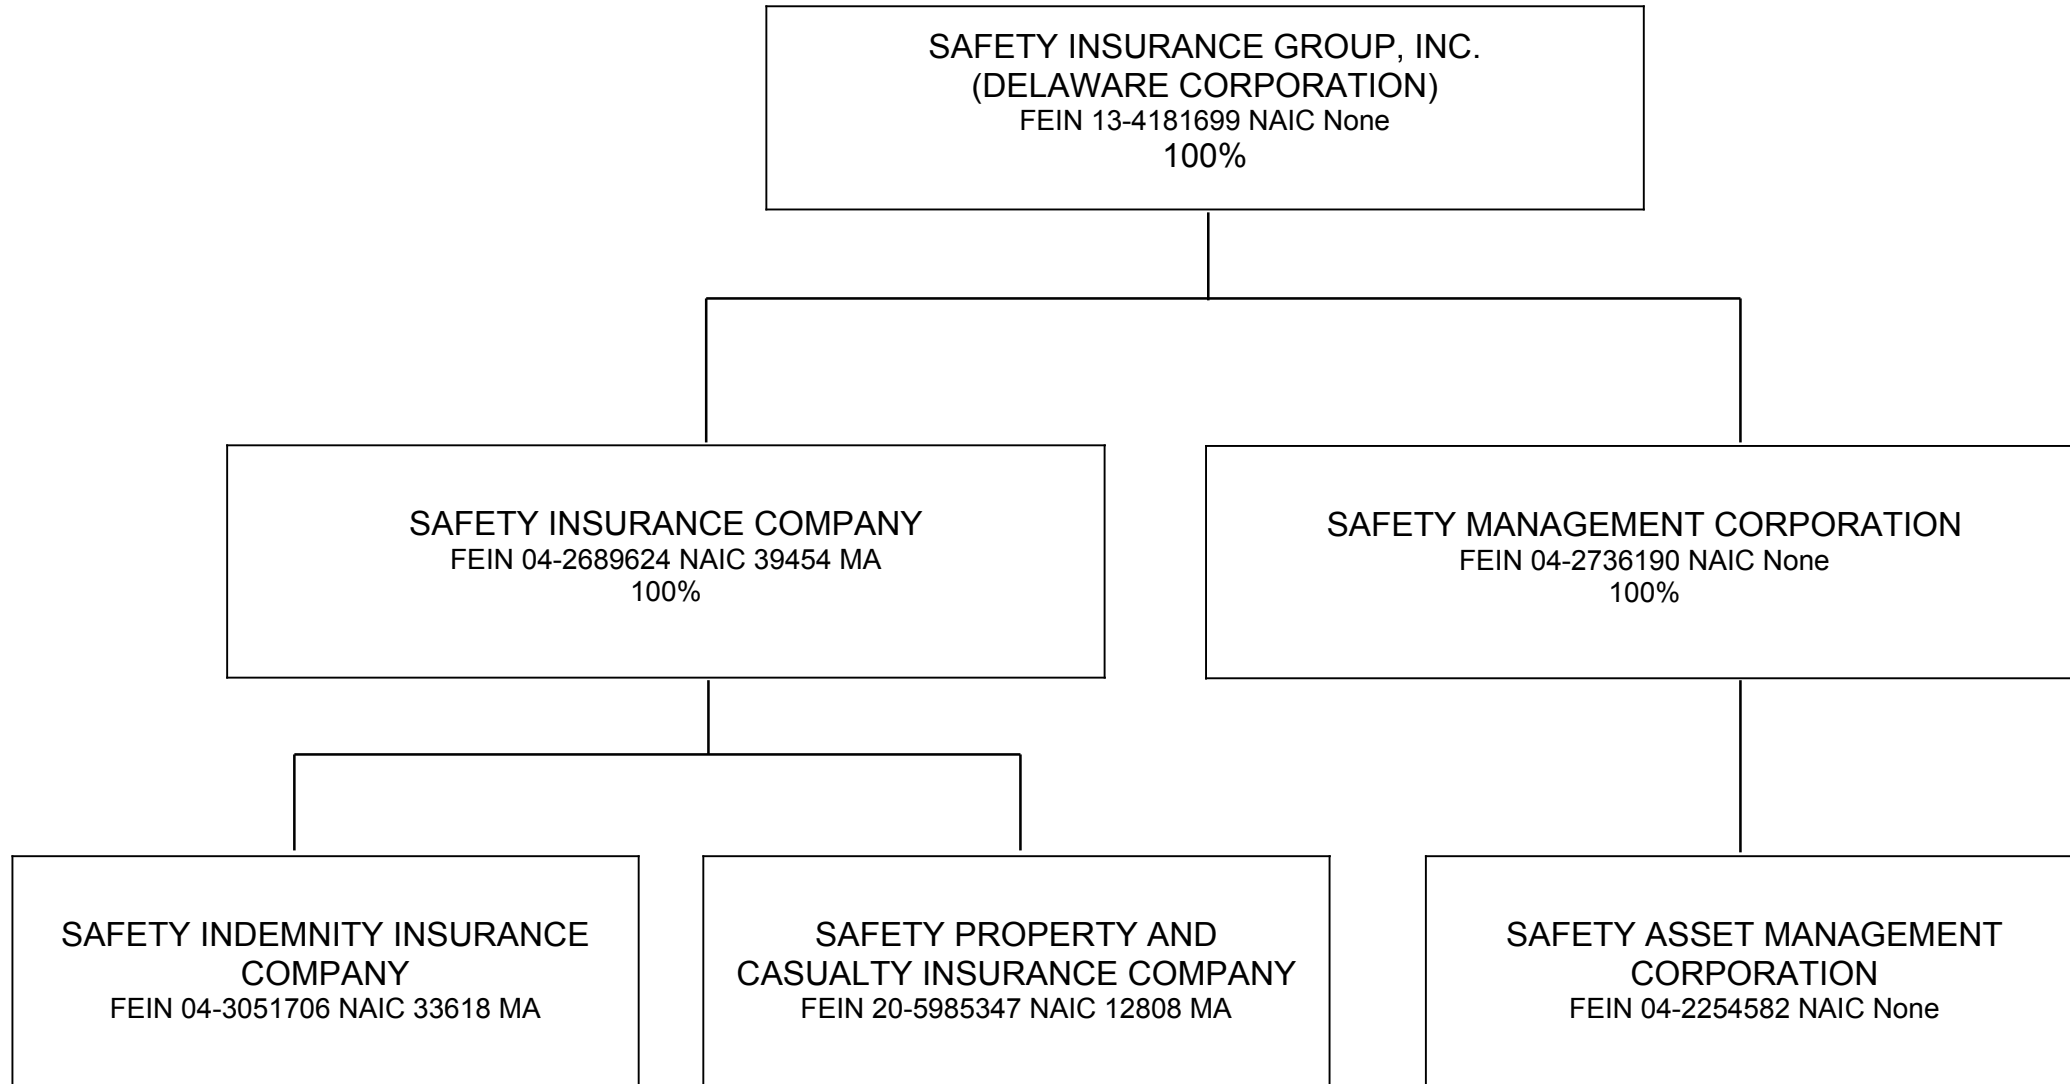 SAFETY INSURANCE GROUP, INC.
(DELAWARE CORPORATION)
FEIN 13-4181699 NAIC None
100%
SAFETY INSURANCE COMPANY
FEIN 04-2689624 NAIC 39454 MA
100%
SAFETY MANAGEMENT CORPORATION
FEIN 04-2736190 NAIC None
100%
SAFETY INDEMNITY INSURANCE
COMPANY
FEIN 04-3051706 NAIC 33618 MA
SAFETY PROPERTY AND
CASUALTY INSURANCE COMPANY
FEIN 20-5985347 NAIC 12808 MA
SAFETY ASSET MANAGEMENT
CORPORATION
FEIN 04-2254582 NAIC None